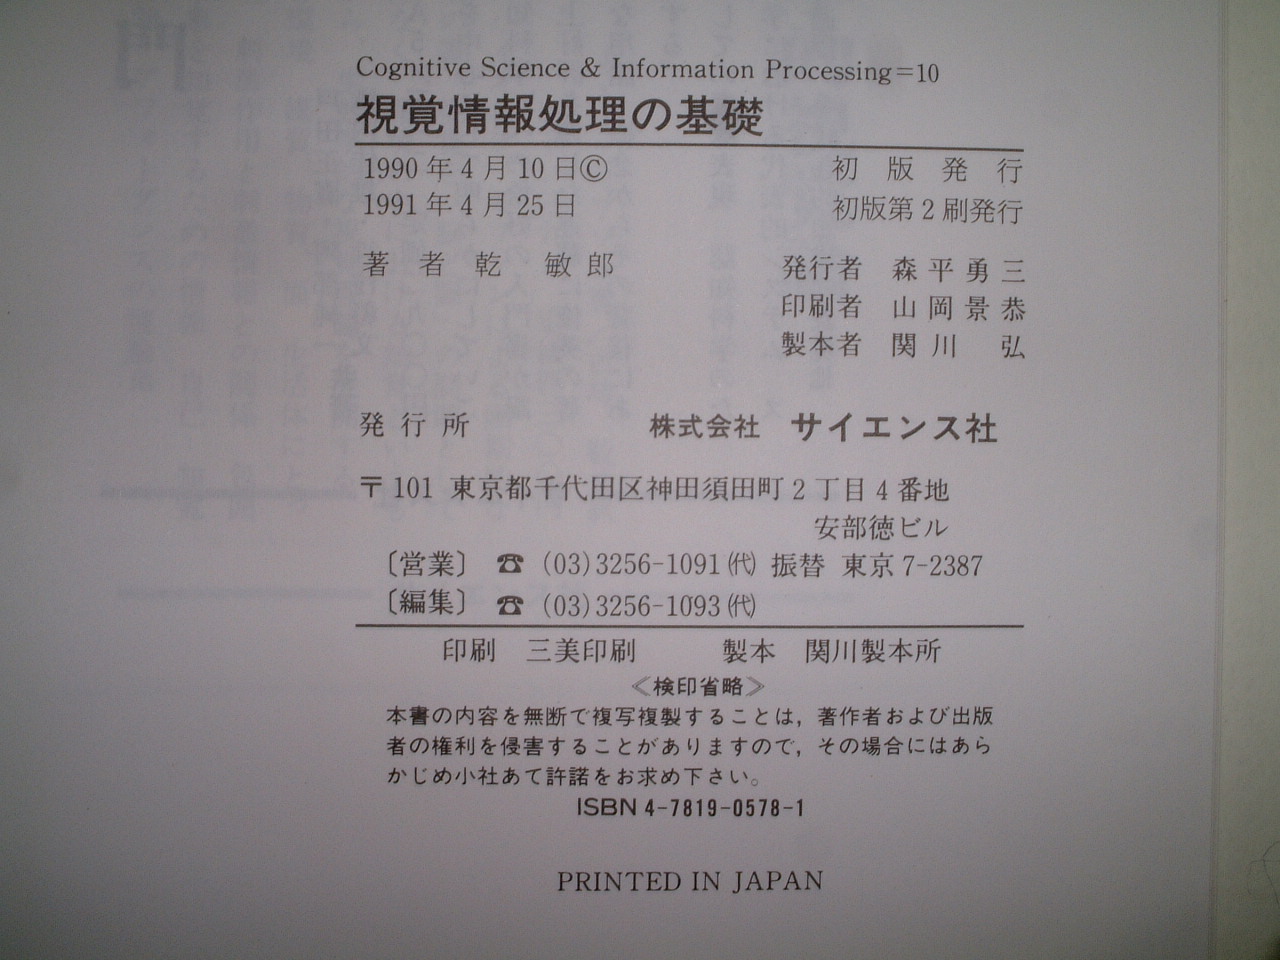 Cognitive Science & Information Processing=10
視覚情報処理の基礎
1990年4月10日© 初版発行
1991年4月25日 初版第2刷発行
著者 乾 敏郎 発行者 森平勇三
印刷者 山岡景恭
製本者 関川 弘
発行所 株式会社 サイエンス社
〒101 東京都千代田区神田須田町2丁目4番地
安部徳ビル
〔営業〕 ☎ (03)3256-1091㈹ 振替 東京7-2387
〔編集〕 ☎ (03)3256-1093㈹
印刷 三美印刷 製本 関川製本所
≪検印省略≫
本書の内容を無断で複写複製することは，著作者および出版
者の権利を侵害することがありますので，その場合にはあら
かじめ小社あて許諾をお求め下さい。
ISBN 4-7819-0578-1
PRINTED IN JAPAN